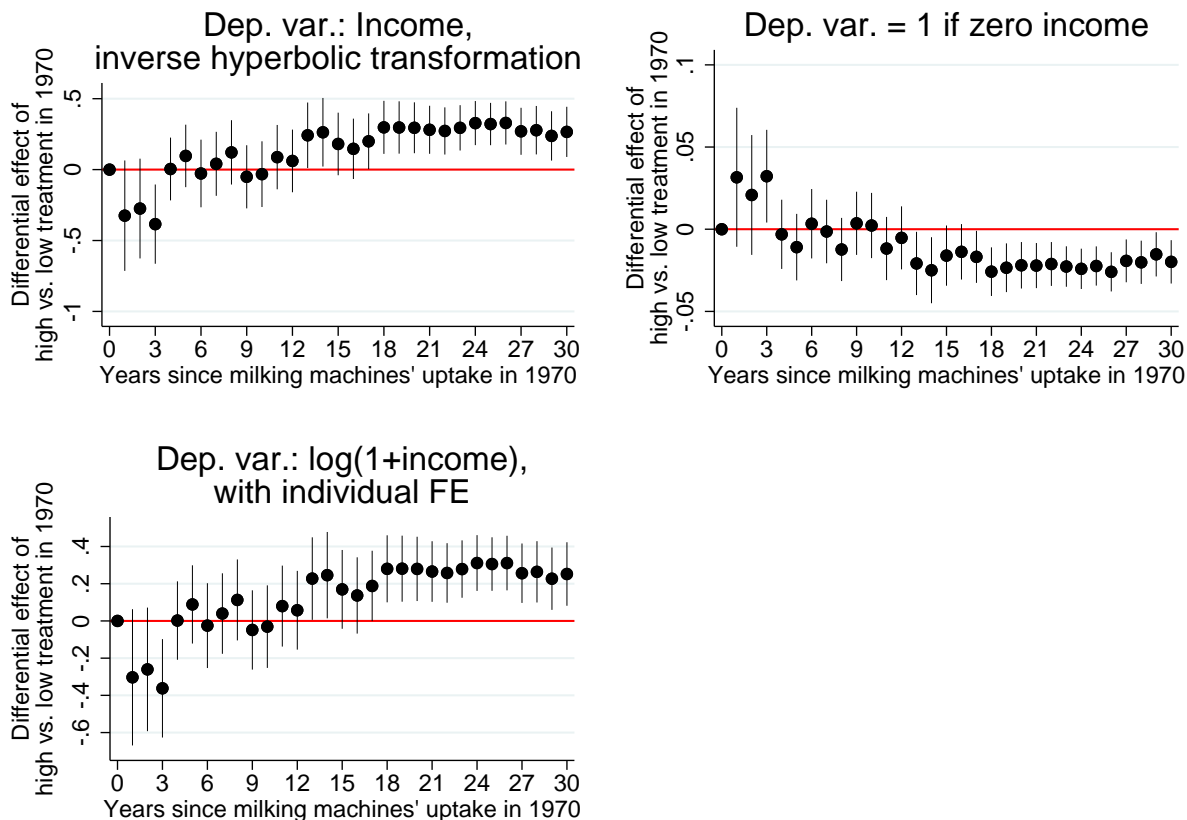 Dep. var.: Income,
inverse hyperbolic transformation
Differential effect of
high vs. low treatment in 1970
.5
0
-.5
-1
0 3 6 9 12 15 18 21 24 27 30
Years since milking machines' uptake in 1970
Dep. var. = 1 if zero income
Differential effect of
high vs. low treatment in 1970
.1
.05
0
-.05
0 3 6 9 12 15 18 21 24 27 30
Years since milking machines' uptake in 1970
Dep. var.: log(1+income),
with individual FE
Differential effect of
high vs. low treatment in 1970
.4
.2
0
-.2
-.4
-.6
0 3 6 9 12 15 18 21 24 27 30
Years since milking machines' uptake in 1970